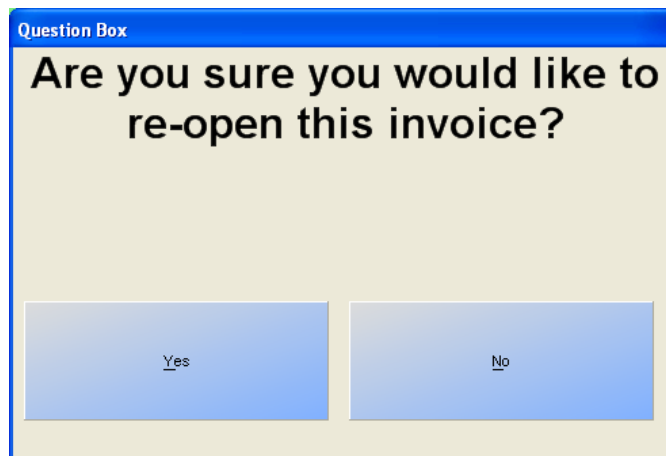 Question Box
Are you sure you would like to
re-open this invoice?
Yes
No